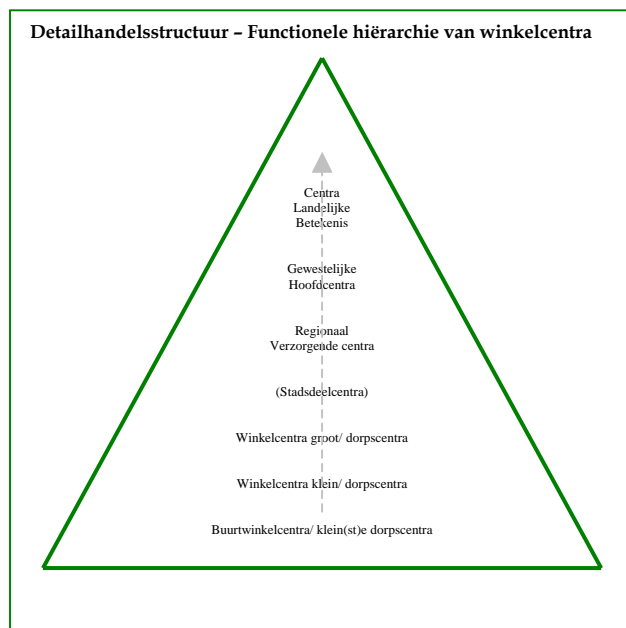 Detailhandelsstructuur – Functionele hiërarchie van winkelcentra
Centra
Landelijke
Betekenis
Gewestelijke
Hoofdcentra
Regionaal
Verzorgende centra
(Stadsdeelcentra)
Winkelcentra groot/ dorpscentra
Winkelcentra klein/ dorpscentra
Buurtwinkelcentra/ klein(st)e dorpscentra